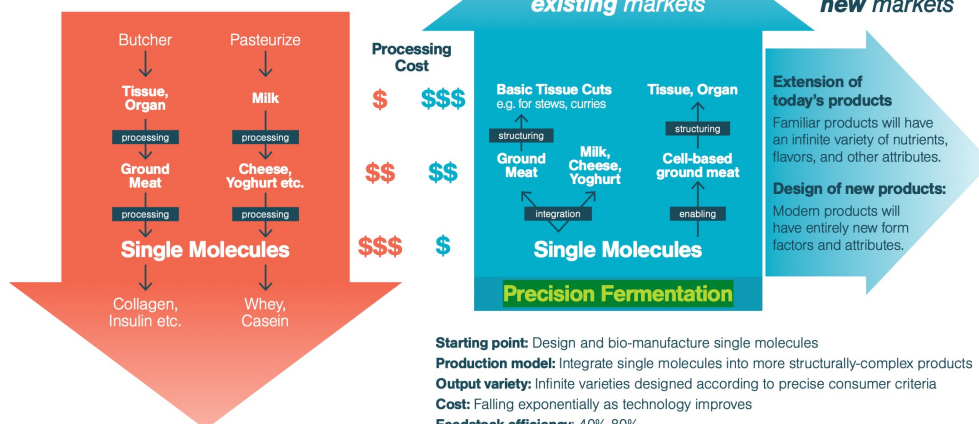 existing markets
new markets
Butcher
Pasteurize
Processing
Cost
Tissue,
Organ
Milk
$ $$$
processing
processing
Ground
Meat
Cheese,
Yoghurt etc.
$$ $$
processing
processing
Single Molecules
$$$ $
Collagen,
Insulin etc.
Whey,
Casein
Basic Tissue Cuts
e.g. for stews, curries
Tissue, Organ
structuring
structuring
Ground
Meat
Milk,
Cheese,
Yoghurt
Cell-based
ground meat
integration
enabling
Single Molecules
Precision Fermentation
Extension of
today's products
Familiar products will have
an infinite variety of nutrients,
flavors, and other attributes.
Design of new products:
Modern products will
have entirely new form
factors and attributes.
Starting point: Design and bio-manufacture single molecules
Production model: Integrate single molecules into more structurally-complex products
Output variety: Infinite varieties designed according to precise consumer criteria
Cost: Falling exponentially as technology improves
Feedstock efficiency: 40%-80%